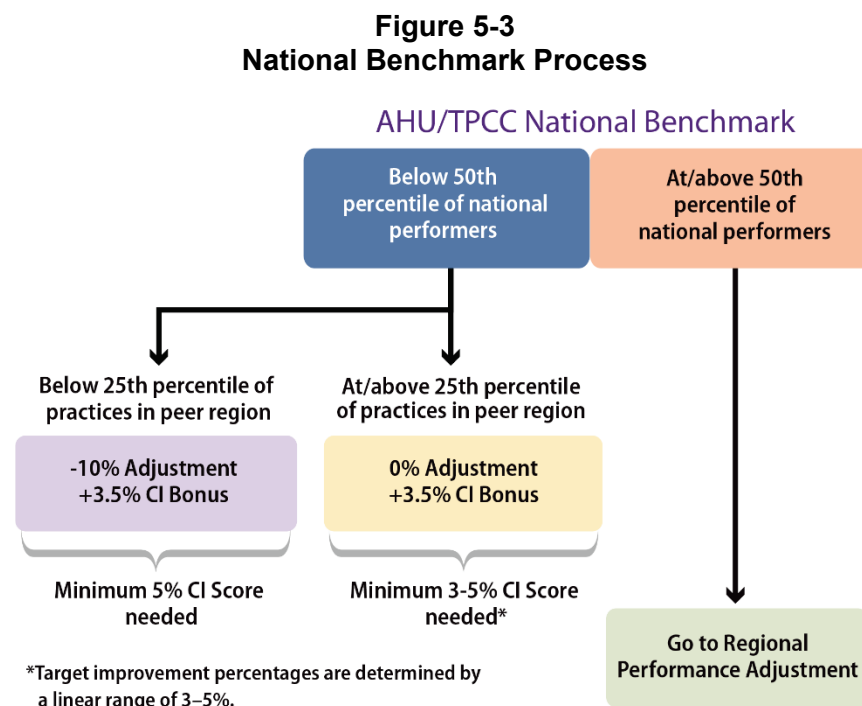 Figure 5-3
National Benchmark Process
AHU/TPCC National Benchmark
Below 50th
percentile of national
performers
At/above 50th
percentile of
national performers
Below 25th percentile of
practices in peer region
At/above 25th percentile
of practices in peer region
-10% Adjustment
+3.5% CI Bonus
0% Adjustment
+3.5% CI Bonus
Minimum 5% CI Score
needed
Minimum 3-5% CI Score
needed*
Go to Regional
Performance Adjustment
*Target improvement percentages are determined by
a linear range of 3–5%.